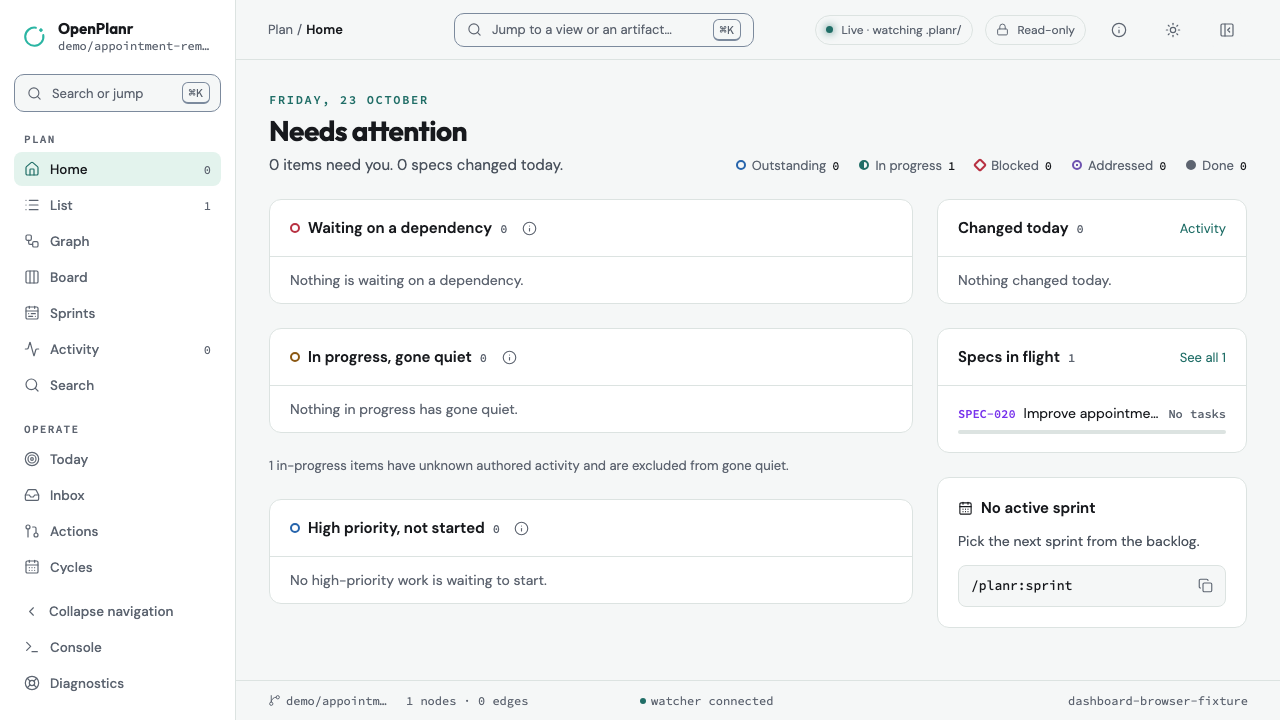 OpenPlanr
demo/appointment-rem…
Search or jump ⌘K
PLAN
Home 0
List 1
Graph
Board
Sprints
Activity 0
Search
OPERATE
Today
Inbox
Actions
Cycles
Collapse navigation
Console
Diagnostics
Plan / Home
Jump to a view or an artifact… ⌘K
Live · watching .planr/
Read-only
FRIDAY, 23 OCTOBER
Needs attention
0 items need you. 0 specs changed today.
Outstanding 0 In progress 1 Blocked 0 Addressed 0 Done 0
Waiting on a dependency 0
Nothing is waiting on a dependency.
In progress, gone quiet 0
Nothing in progress has gone quiet.
1 in-progress items have unknown authored activity and are excluded from gone quiet.
High priority, not started 0
No high-priority work is waiting to start.
Changed today 0 Activity
Nothing changed today.
Specs in flight 1 See all 1
SPEC-020 Improve appointme… No tasks
No active sprint
Pick the next sprint from the backlog.
/planr:sprint
demo/appointm… 1 nodes · 0 edges
watcher connected
dashboard-browser-fixture